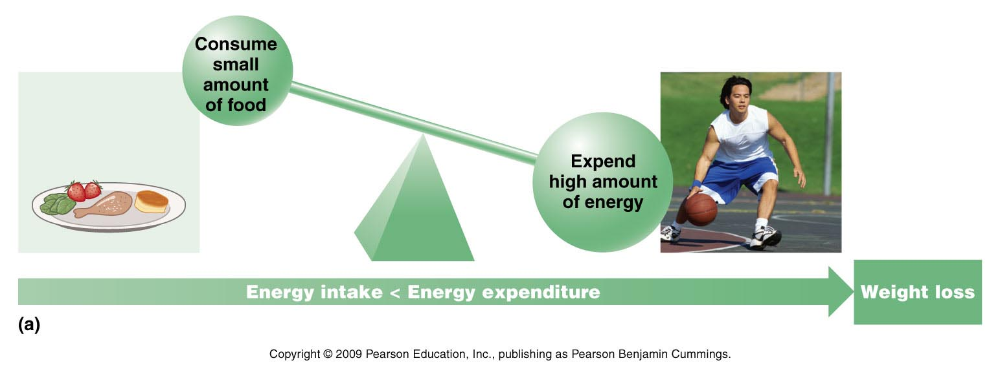 Consume
small
amount
of food
Expend
high amount
of energy
Energy intake < Energy expenditure
Weight loss
(a)
Copyright © 2009 Pearson Education, Inc., publishing as Pearson Benjamin Cummings.